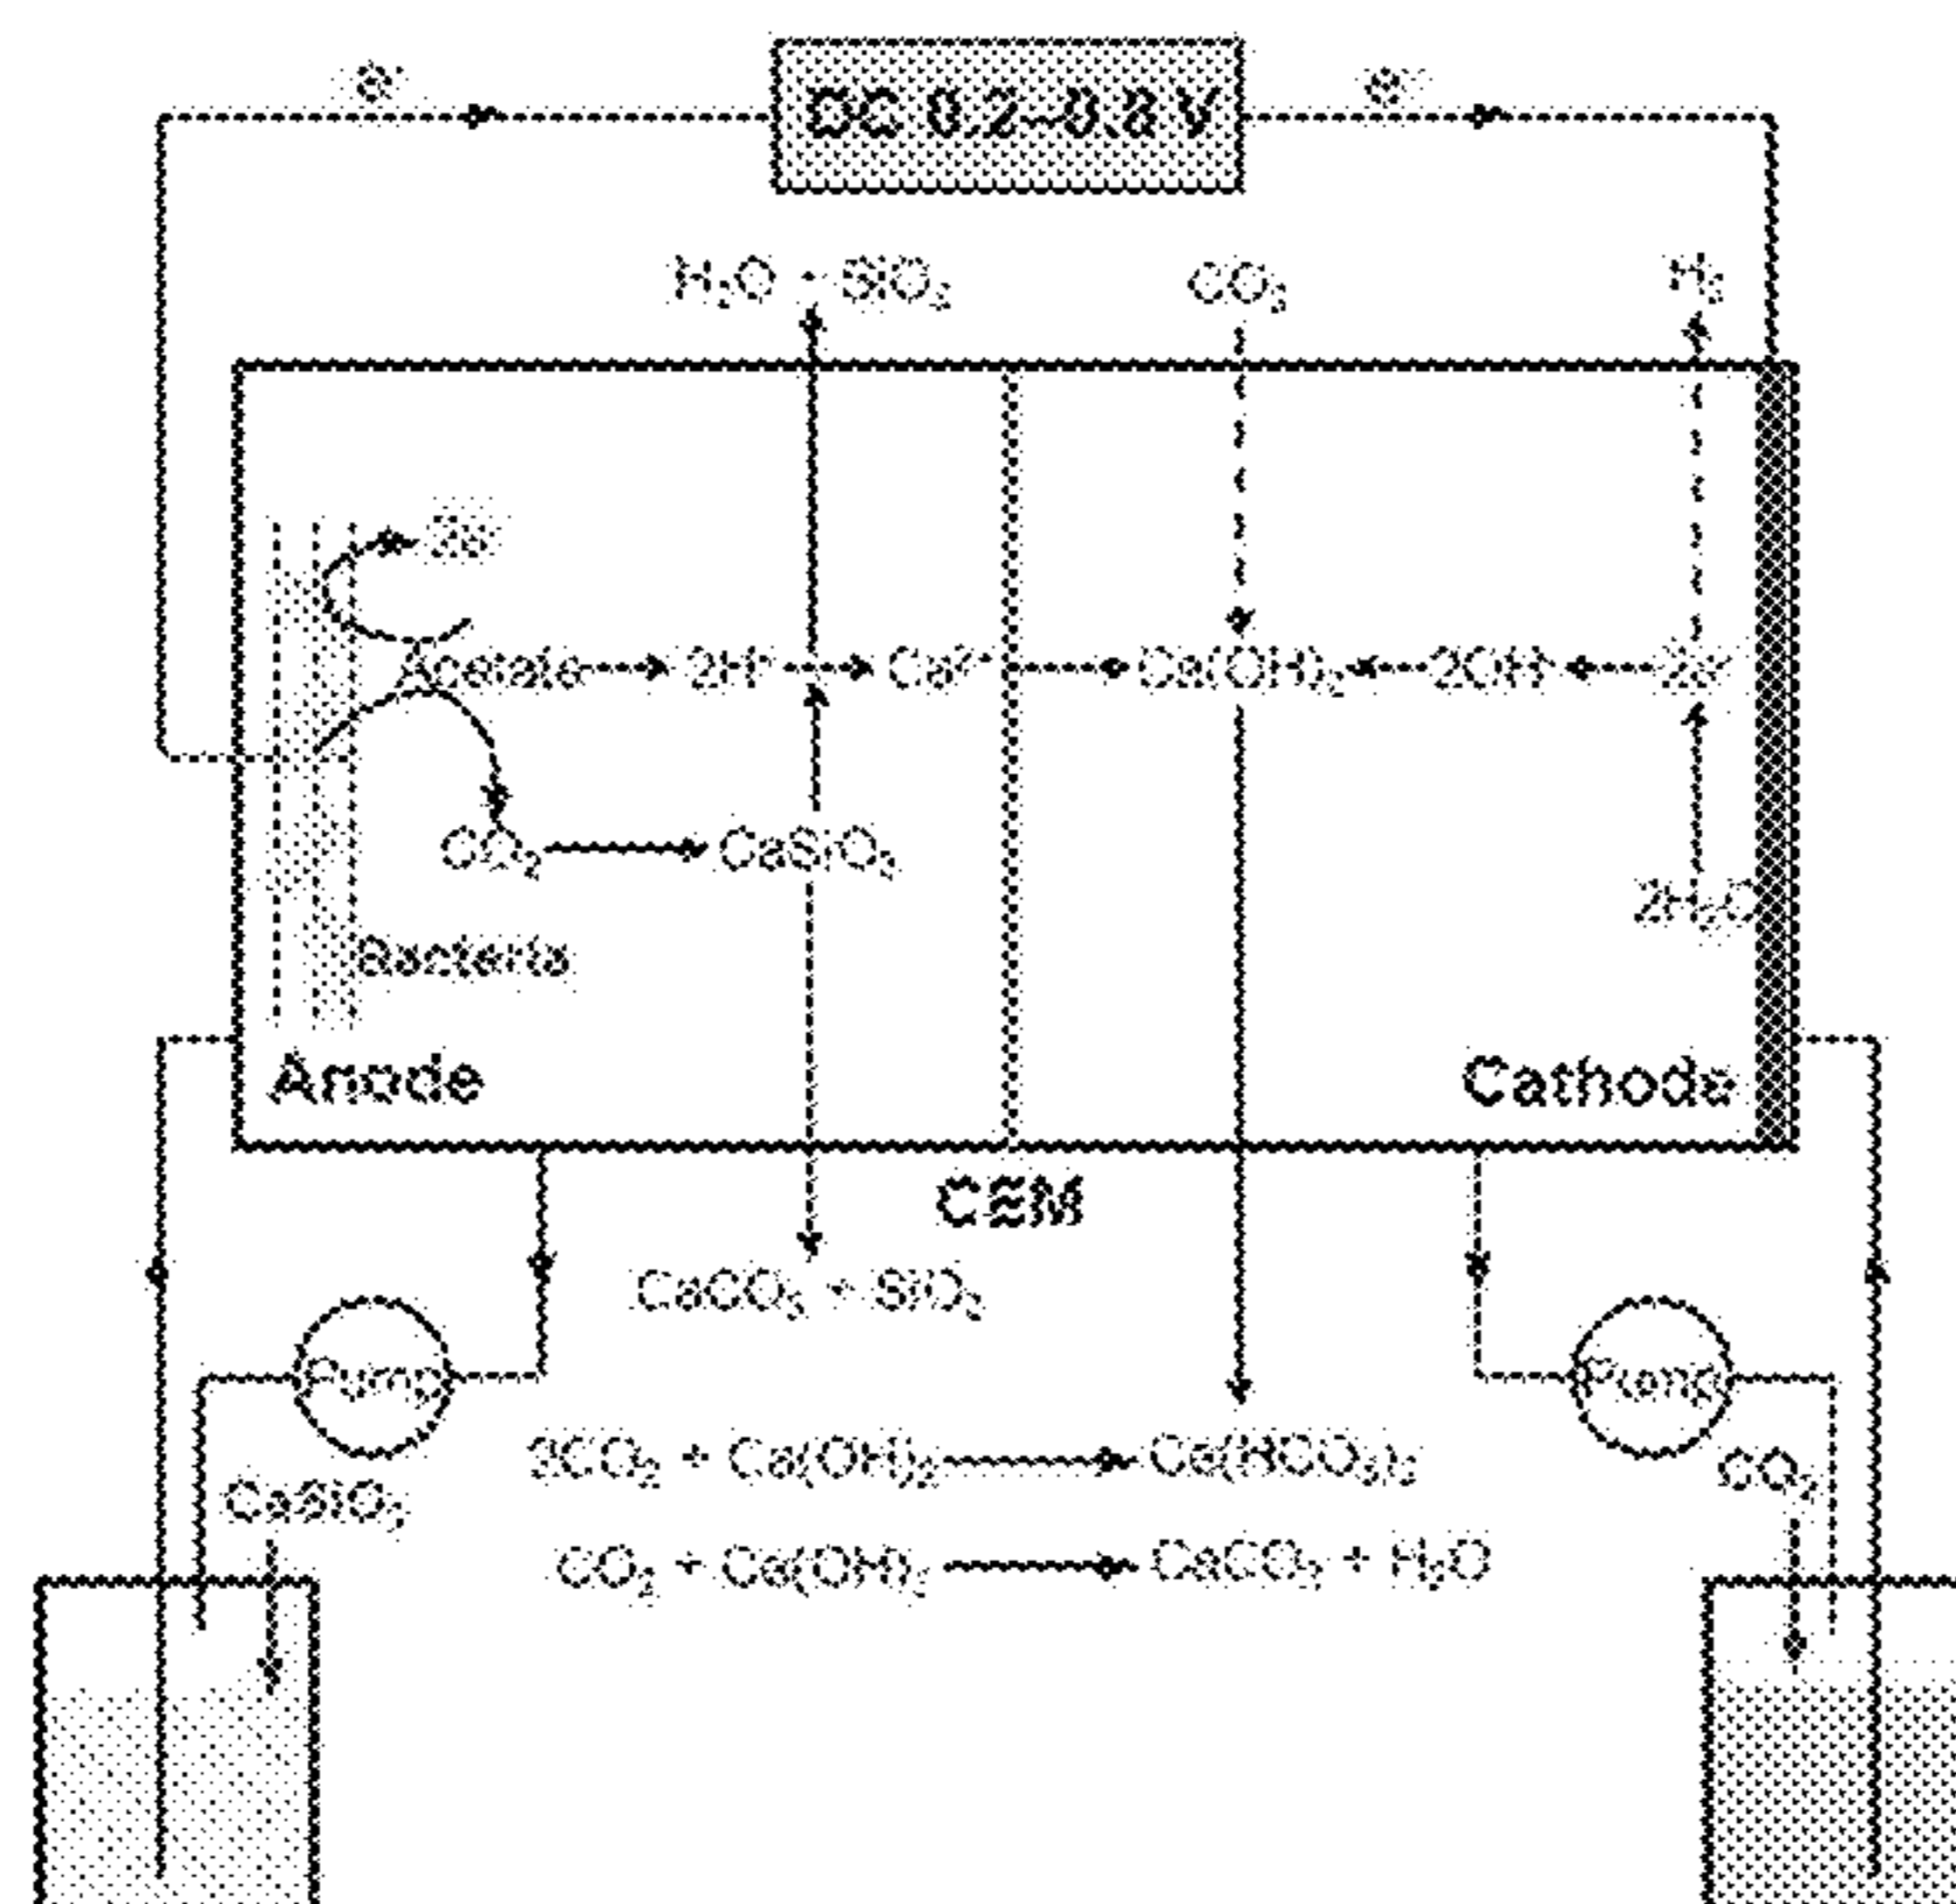 e⁻ DC 0.2–0.8 V e⁻
H₂O + SiO₂ CO₂ H₂
2e⁻
Acetate 2H⁺ Ca²⁺ Ca(OH)₂ 2OH⁻ 2e⁻
CO₂ CaSiO₃
2H₂O
Bacteria
Anode Cathode
CEM
CaCO₃ + SiO₂
Pump Pump
2CO₂ + Ca(OH)₂ Ca(HCO₃)₂
CaSiO₃ CO₂
CO₂ + Ca(OH)₂ CaCO₃ + H₂O